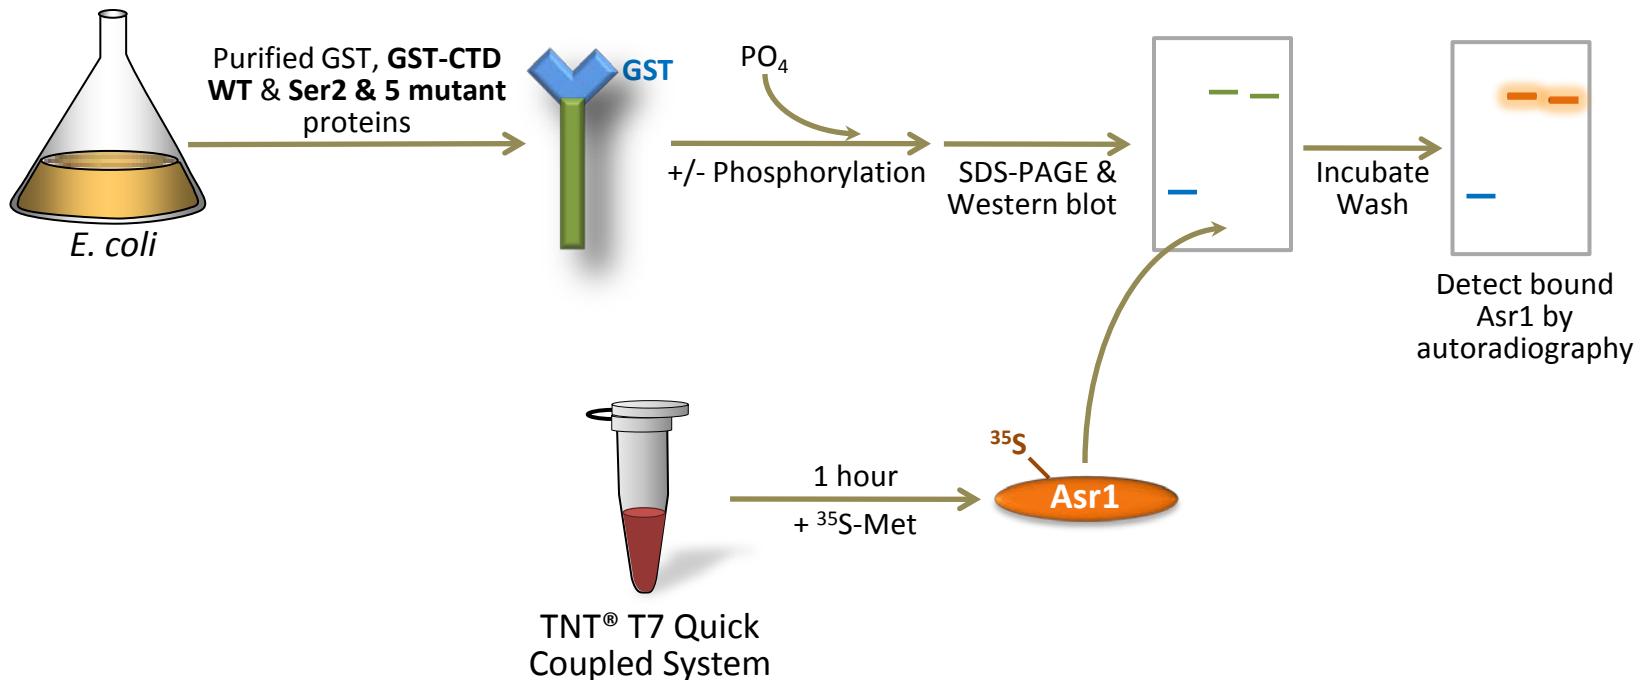 Purified GST, GST-CTD
WT & Ser2 & 5 mutant
proteins
E. coli
GST
PO4
+/- Phosphorylation
SDS-PAGE &
Western blot
Incubate
Wash
Detect bound
Asr1 by
autoradiography
TNT® T7 Quick
Coupled System
1 hour
+ ³⁵S-Met
³⁵S
Asr1